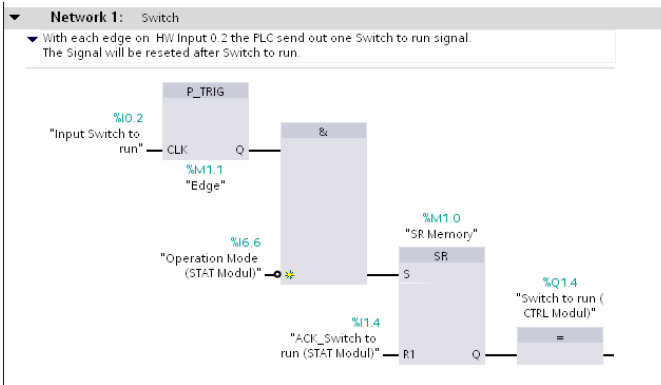 Network 1: Switch
With each edge on HW Input 0.2 the PLC send out one Switch to run signal.
The Signal will be reseted after Switch to run.
P_TRIG
%I0.2
"Input Switch to
run"
CLK
Q
%M1.1
"Edge"
&
%I6.6
"Operation Mode
(STAT Modul)"
%M1.0
"SR Memory"
SR
S
%I1.4
"ACK_Switch to
run (STAT Modul)"
R1
Q
%Q1.4
"Switch to run (
CTRL Modul)"
=